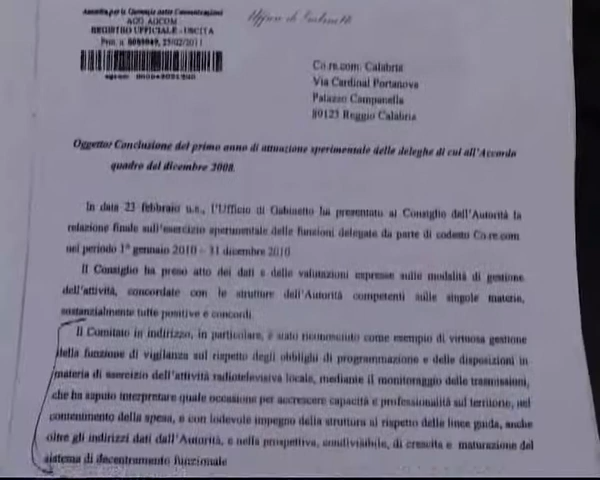 Autorità per le Garanzie nelle Comunicazioni
AGO AGCOM
REGISTRO UFFICIALE - USCITA
Prot. n.
Ufficio di Gabinetto
Co.re.com. Calabria
Via Cardinal Portanova
Palazzo Campanella
89123 Reggio Calabria
Oggetto: Conclusione del primo anno di attuazione sperimentale delle deleghe di cui all'Accordo
quadro del dicembre 2008.
In data 23 febbraio u.s., l'Ufficio di Gabinetto ha presentato al Consiglio dell'Autorità la
relazione finale sull'esercizio sperimentale delle funzioni delegate da parte di codesto Co.re.com
nel periodo 1° gennaio 2010 – 31 dicembre 2010
Il Consiglio ha preso atto dei dati e delle valutazioni espresse sulle modalità di gestione
dell'attività, concordate con le strutture dell'Autorità competenti sulle singole materie,
sostanzialmente tutte positive e concordi.
Il Comitato in indirizzo, in particolare, è stato riconosciuto come esempio di virtuosa gestione
della funzione di vigilanza sul rispetto degli obblighi di programmazione e delle disposizioni in
materia di esercizio dell'attività radiotelevisiva locale, mediante il monitoraggio delle trasmissioni,
che ha saputo interpretare quale occasione per accrescere capacità e professionalità sul territorio, nel
contenimento della spesa, e con lodevole impegno della struttura al rispetto delle linee guida, anche
oltre gli indirizzi dati dall'Autorità, e nella prospettiva, condivisibile, di crescita e maturazione del
sistema di decentramento funzionale